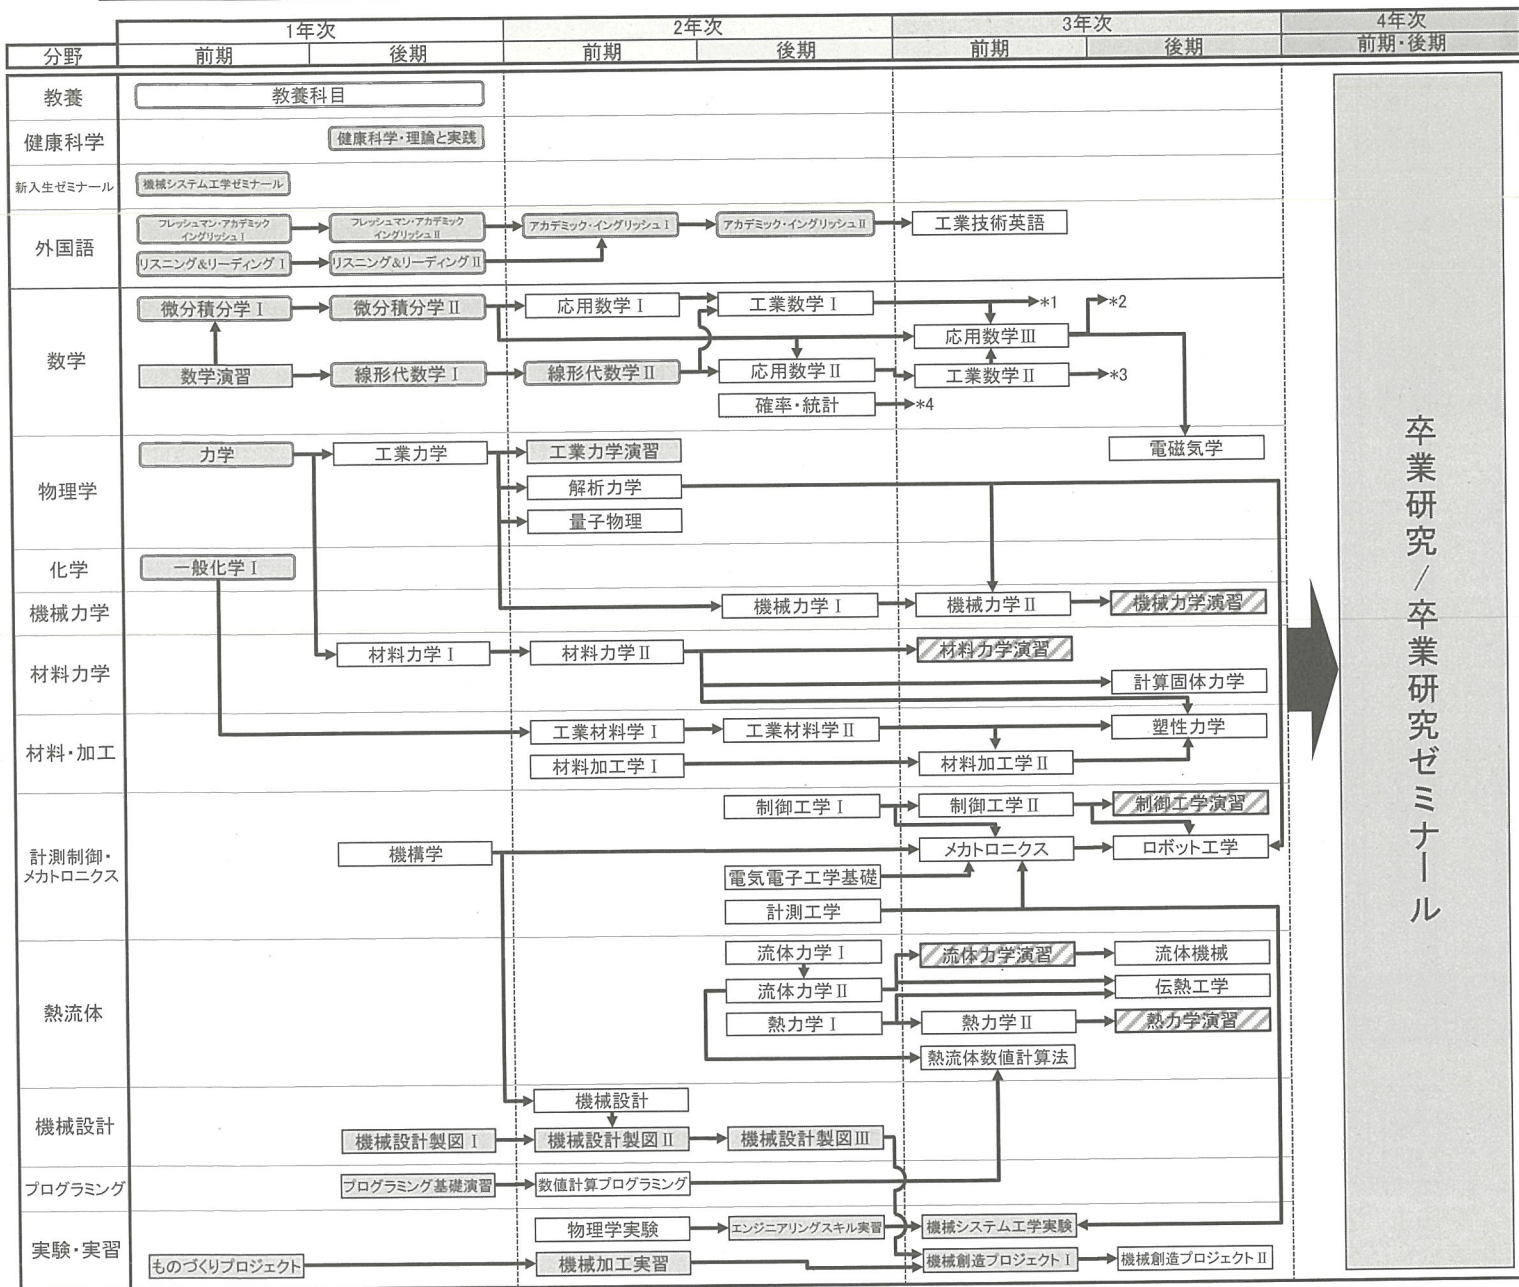 1年次
2年次
3年次
4年次
分野
前期
後期
前期
後期
前期
後期
前期・後期
教養
教養科目
健康科学
健康科学・理論と実践
新入生ゼミナール
機械システム工学ゼミナール
外国語
フレッシュマン・アカデミック
イングリッシュⅠ
フレッシュマン・アカデミック
イングリッシュⅡ
アカデミック・イングリッシュⅠ
アカデミック・イングリッシュⅡ
工業技術英語
リスニング&リーディングⅠ
リスニング&リーディングⅡ
数学
微分積分学Ⅰ
微分積分学Ⅱ
応用数学Ⅰ
工業数学Ⅰ
*1
*2
応用数学Ⅲ
数学演習
線形代数学Ⅰ
線形代数学Ⅱ
応用数学Ⅱ
工業数学Ⅱ
*3
確率・統計
*4
物理学
力学
工業力学
工業力学演習
電磁気学
解析力学
量子物理
化学
一般化学Ⅰ
機械力学
機械力学Ⅰ
機械力学Ⅱ
機械力学演習
材料力学
材料力学Ⅰ
材料力学Ⅱ
材料力学演習
計算固体力学
材料・加工
工業材料学Ⅰ
工業材料学Ⅱ
塑性力学
材料加工学Ⅰ
材料加工学Ⅱ
計測制御・
メカトロニクス
制御工学Ⅰ
制御工学Ⅱ
制御工学演習
機構学
メカトロニクス
ロボット工学
電気電子工学基礎
計測工学
熱流体
流体力学Ⅰ
流体力学演習
流体機械
流体力学Ⅱ
伝熱工学
熱力学Ⅰ
熱力学Ⅱ
熱力学演習
熱流体数値計算法
機械設計
機械設計
機械設計製図Ⅰ
機械設計製図Ⅱ
機械設計製図Ⅲ
プログラミング
プログラミング基礎演習
数値計算プログラミング
実験・実習
物理学実験
エンジニアリングスキル実習
機械システム工学実験
ものづくりプロジェクト
機械加工実習
機械創造プロジェクトⅠ
機械創造プロジェクトⅡ
卒業研究/卒業研究ゼミナール